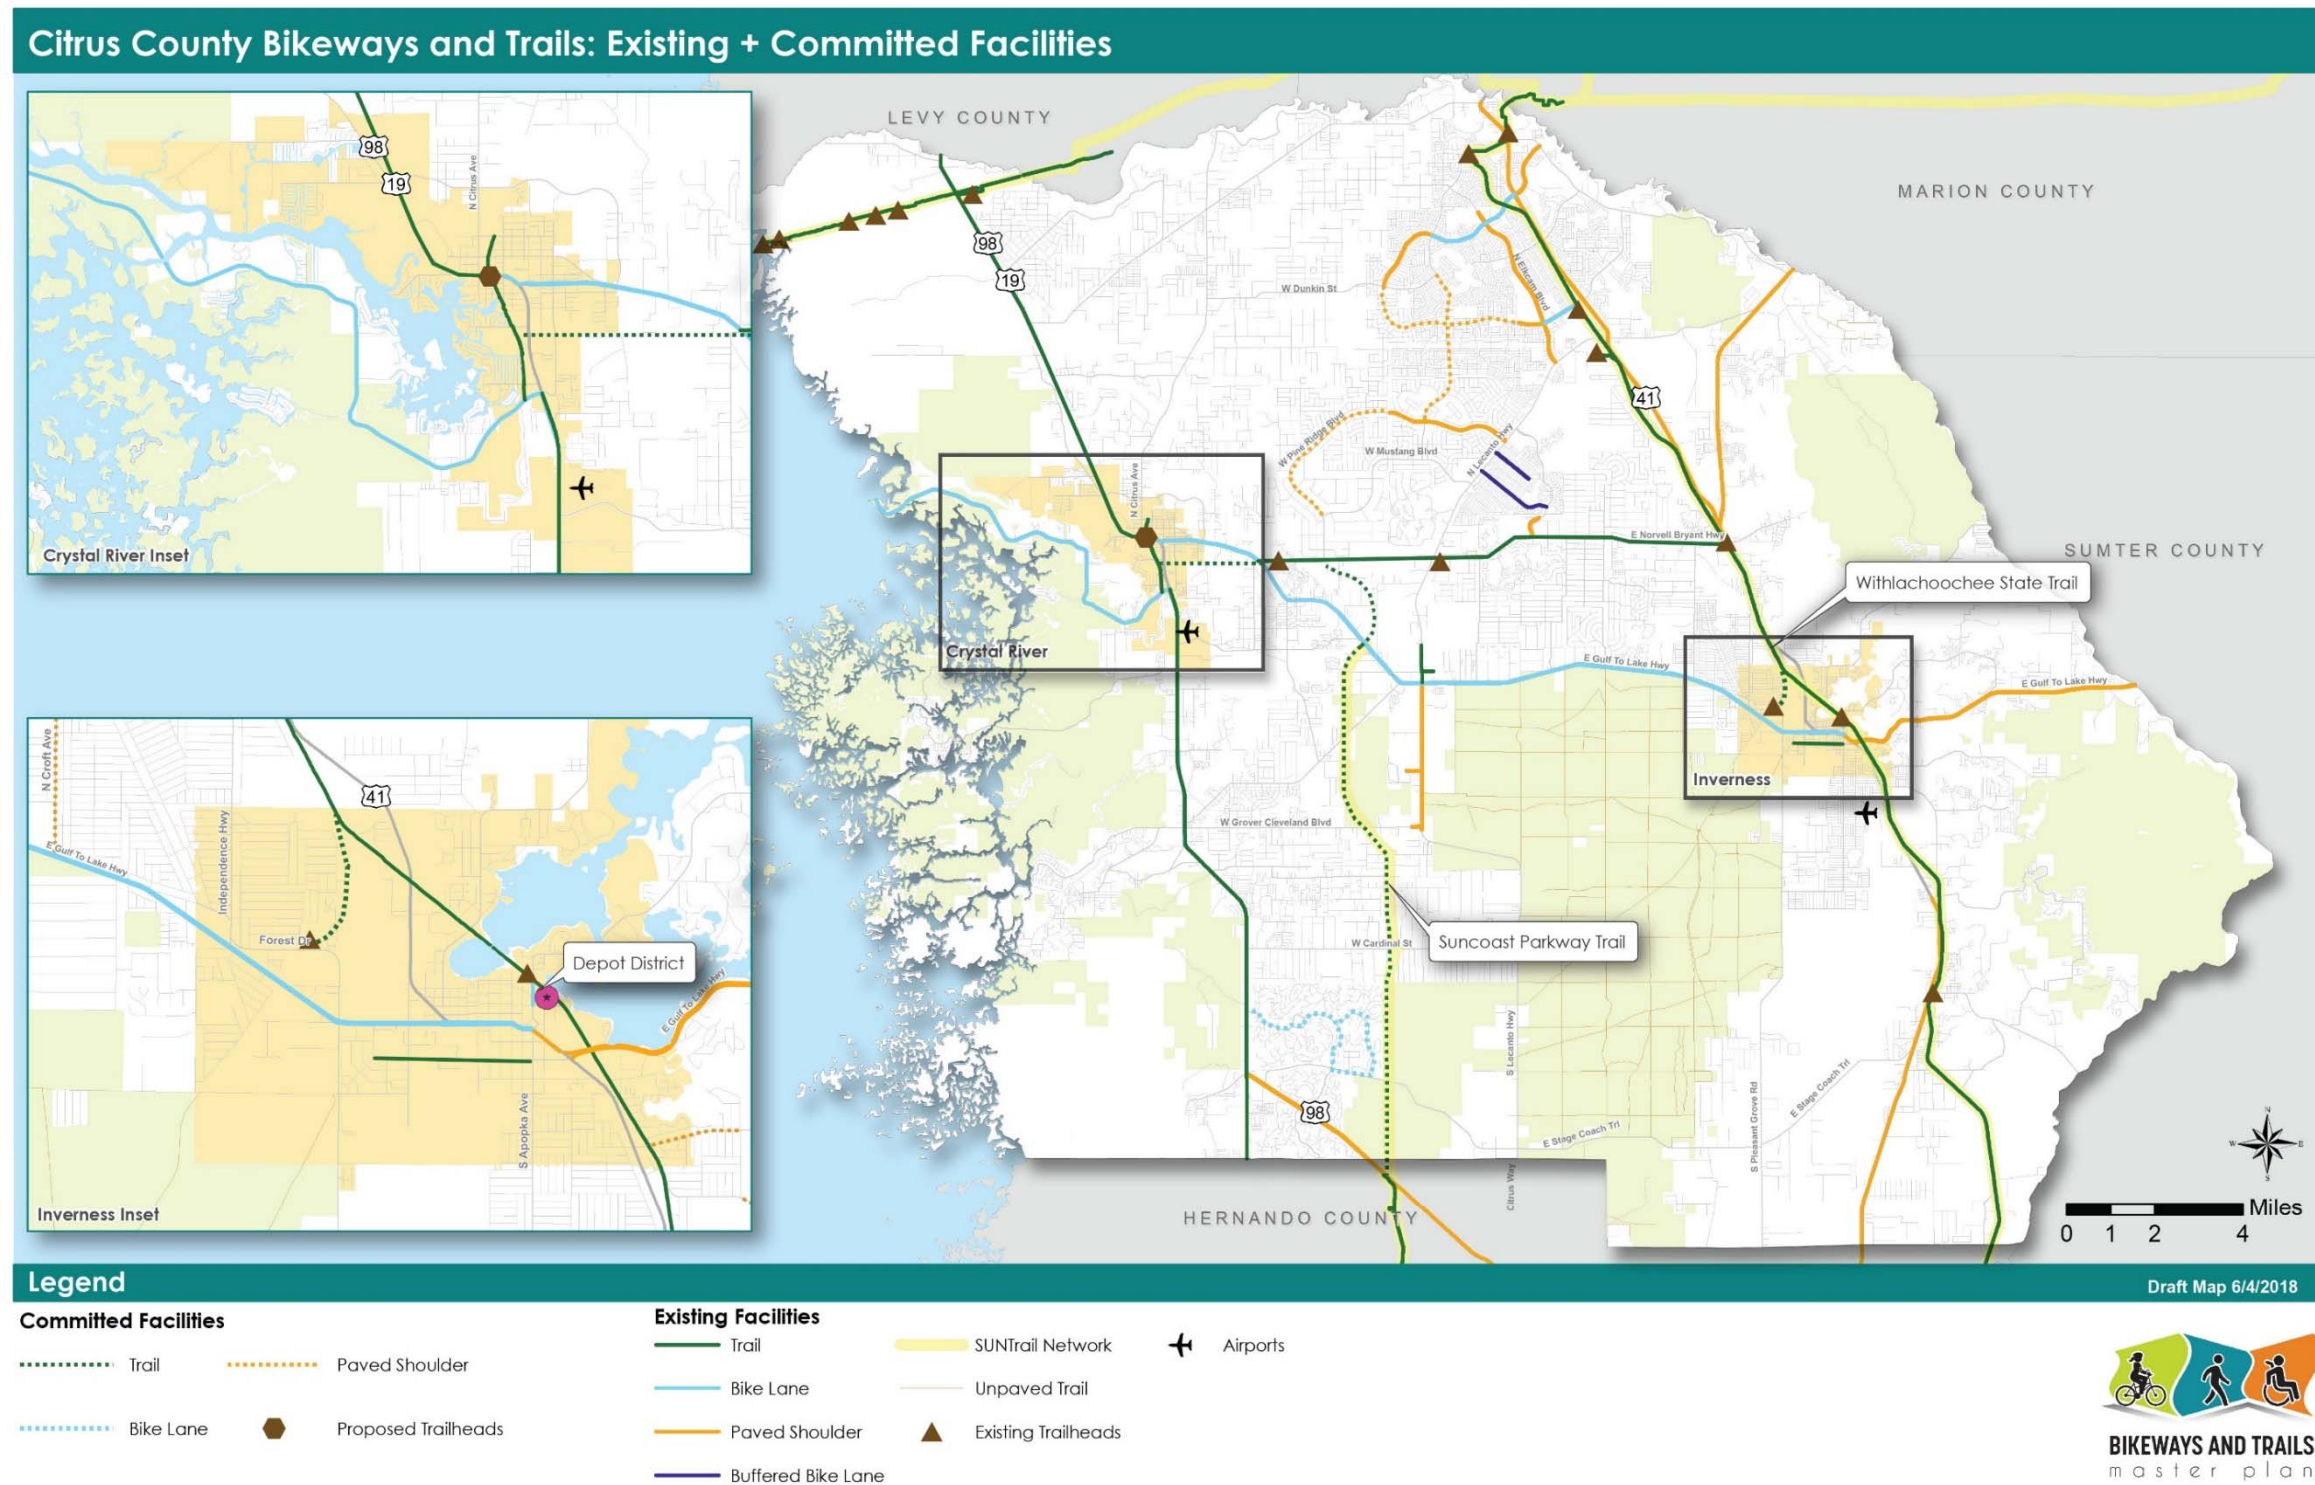 Citrus County Bikeways and Trails: Existing + Committed Facilities
98
19
N Citrus Ave
Crystal River Inset
LEVY COUNTY
MARION COUNTY
SUMTER COUNTY
HERNANDO COUNTY
98
19
W Dunkin St
N Elkcam Blvd
41
W Pine Ridge Blvd
W Mustang Blvd
N Lecanto Hwy
N Citrus Ave
E Norvell Bryant Hwy
Withlachoochee State Trail
Crystal River
E Gulf To Lake Hwy
E Gulf To Lake Hwy
Inverness
W Grover Cleveland Blvd
Suncoast Parkway Trail
W Cardinal St
S Lecanto Hwy
98
E Stage Coach Trl
E Stage Coach Trl
S Pleasant Grove Rd
Citrus Way
N Croft Ave
41
Independence Hwy
E Gulf To Lake Hwy
Forest Dr
Depot District
E Gulf To Lake Hwy
S Apopka Ave
Inverness Inset
N
W E
S
Miles
0 1 2 4
Legend
Draft Map 6/4/2018
Committed Facilities
Trail
Paved Shoulder
Bike Lane
Proposed Trailheads
Existing Facilities
Trail
SUNTrail Network
Airports
Bike Lane
Unpaved Trail
Paved Shoulder
Existing Trailheads
Buffered Bike Lane
BIKEWAYS AND TRAILS
master plan